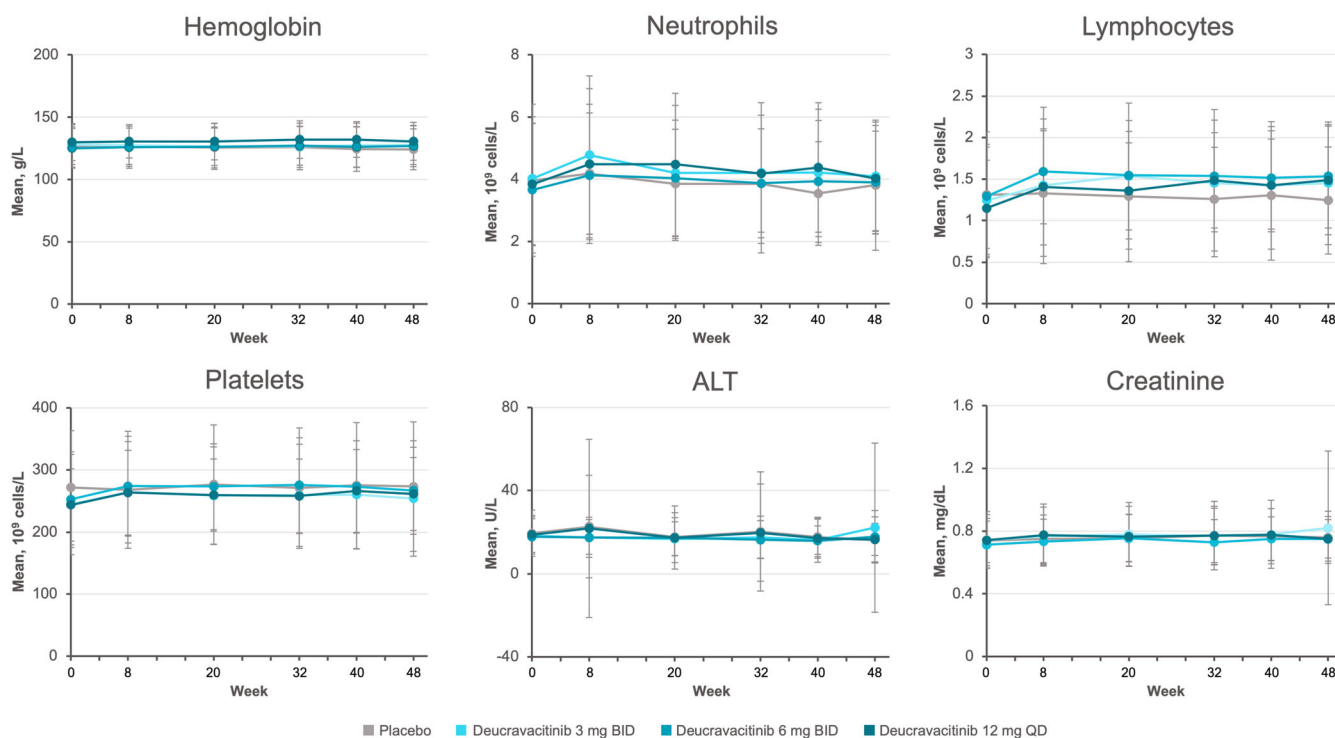 Hemoglobin
Mean, g/L
200
150
100
50
0
0 8 20 32 40 48
Week
Neutrophils
Mean, 10⁹ cells/L
8
6
4
2
0
0 8 20 32 40 48
Week
Lymphocytes
Mean, 10⁹ cells/L
3
2.5
2
1.5
1
0.5
0
0 8 20 32 40 48
Week
Platelets
Mean, 10⁹ cells/L
400
300
200
100
0
0 8 20 32 40 48
Week
ALT
Mean, U/L
80
40
0
-40
0 8 20 32 40 48
Week
Creatinine
Mean, mg/dL
1.6
1.2
0.8
0.4
0
0 8 20 32 40 48
Week
Placebo Deucravacitinib 3 mg BID Deucravacitinib 6 mg BID Deucravacitinib 12 mg QD